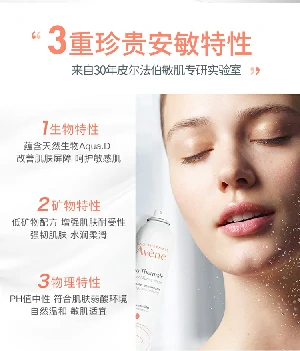 “3重珍贵安敏特性
来自30年皮尔法伯敏肌专研实验室”
1生物特性
蕴含天然生物Aqua.D
改善肌肤屏障 呵护敏感肌
2矿物特性
低矿物配方 增强肌肤耐受性
强韧肌肤 水润柔滑
3物理特性
PH值中性 符合肌肤弱酸环境
自然温和 敏肌适宜
Avène
Thermale